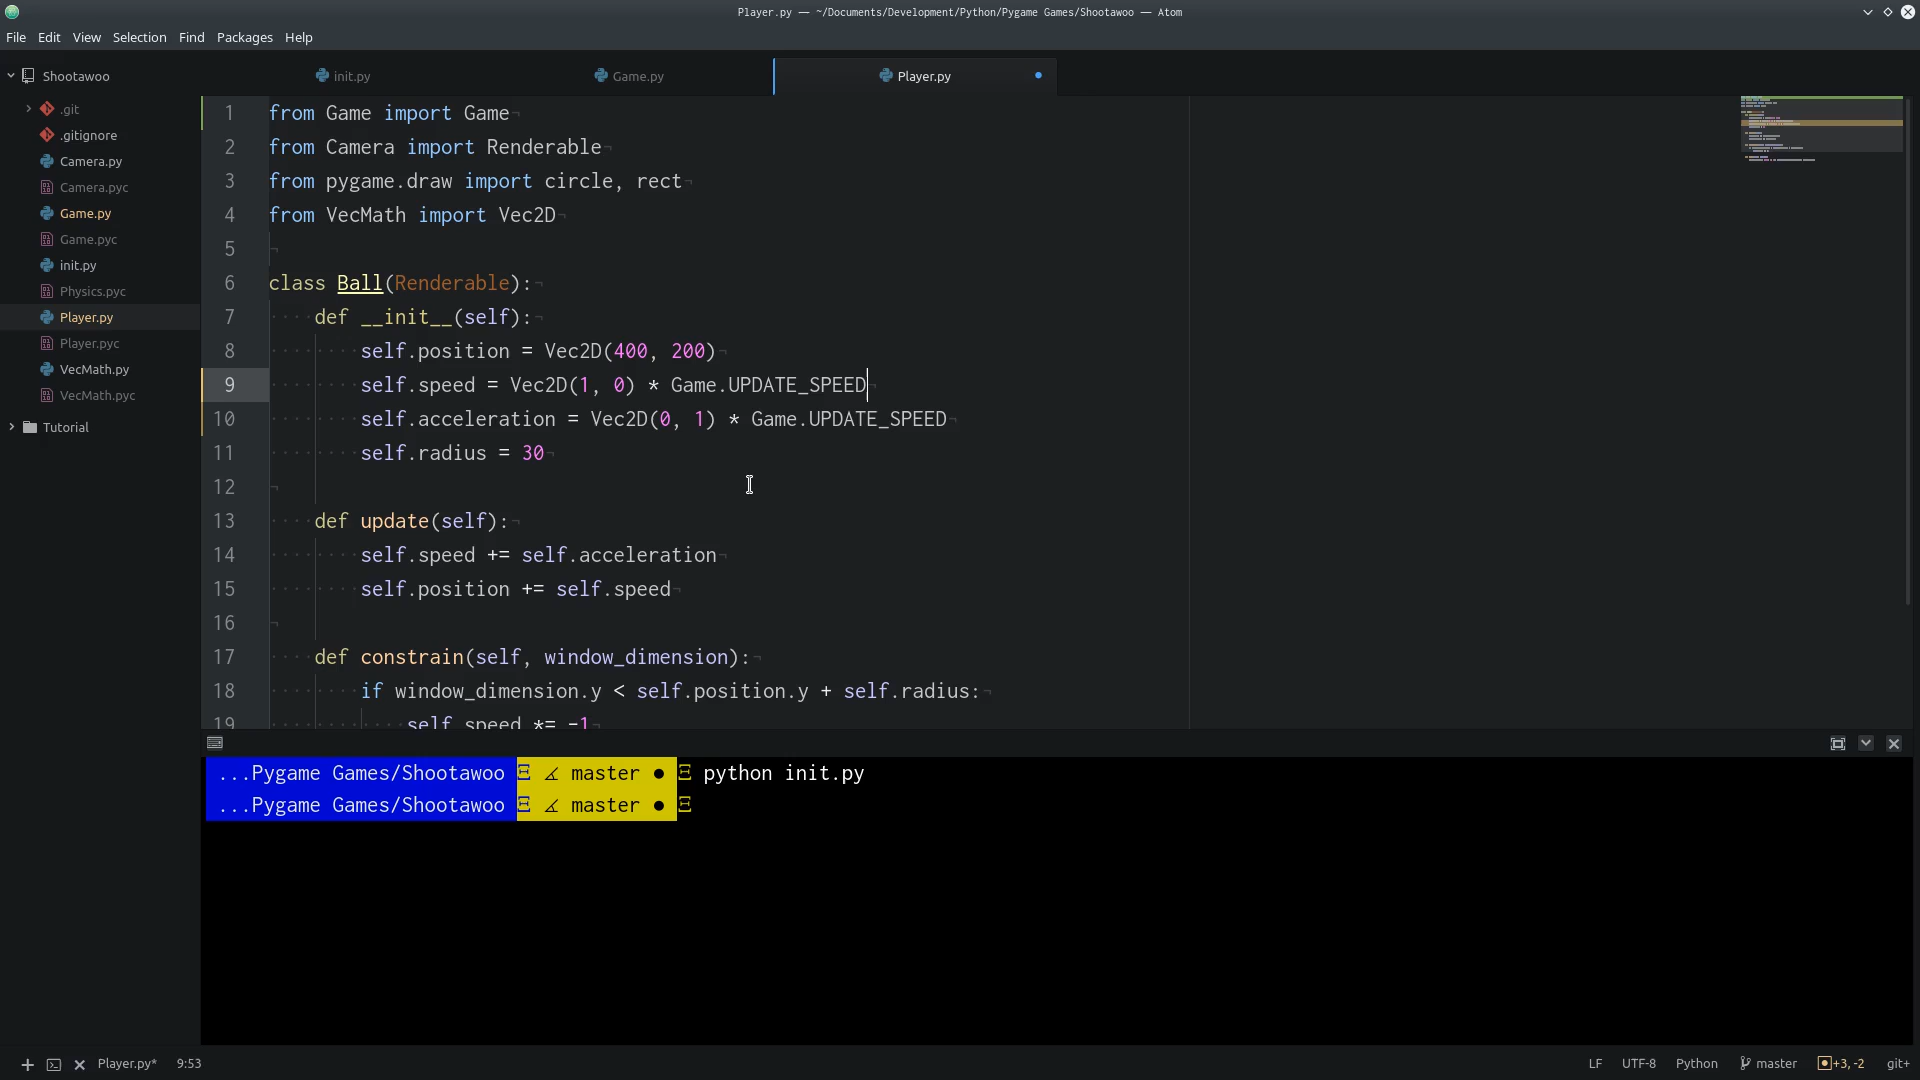 Player.py — ~/Documents/Development/Python/Pygame Games/Shootawoo — Atom
File Edit View Selection Find Packages Help
Shootawoo
.git
.gitignore
Camera.py
Camera.pyc
Game.py
Game.pyc
init.py
Physics.pyc
Player.py
Player.pyc
VecMath.py
VecMath.pyc
Tutorial
init.py Game.py Player.py
1 from Game import Game
2 from Camera import Renderable
3 from pygame.draw import circle, rect
4 from VecMath import Vec2D
5
6 class Ball(Renderable):
7 def __init__(self):
8 self.position = Vec2D(400, 200)
9 self.speed = Vec2D(1, 0) * Game.UPDATE_SPEED
10 self.acceleration = Vec2D(0, 1) * Game.UPDATE_SPEED
11 self.radius = 30
12
13 def update(self):
14 self.speed += self.acceleration
15 self.position += self.speed
16
17 def constrain(self, window_dimension):
18 if window_dimension.y < self.position.y + self.radius:
19 self.speed *= -1
...Pygame Games/Shootawoo master ● python init.py
...Pygame Games/Shootawoo master ●
Player.py* 9:53 LF UTF-8 Python master +3, -2 git+